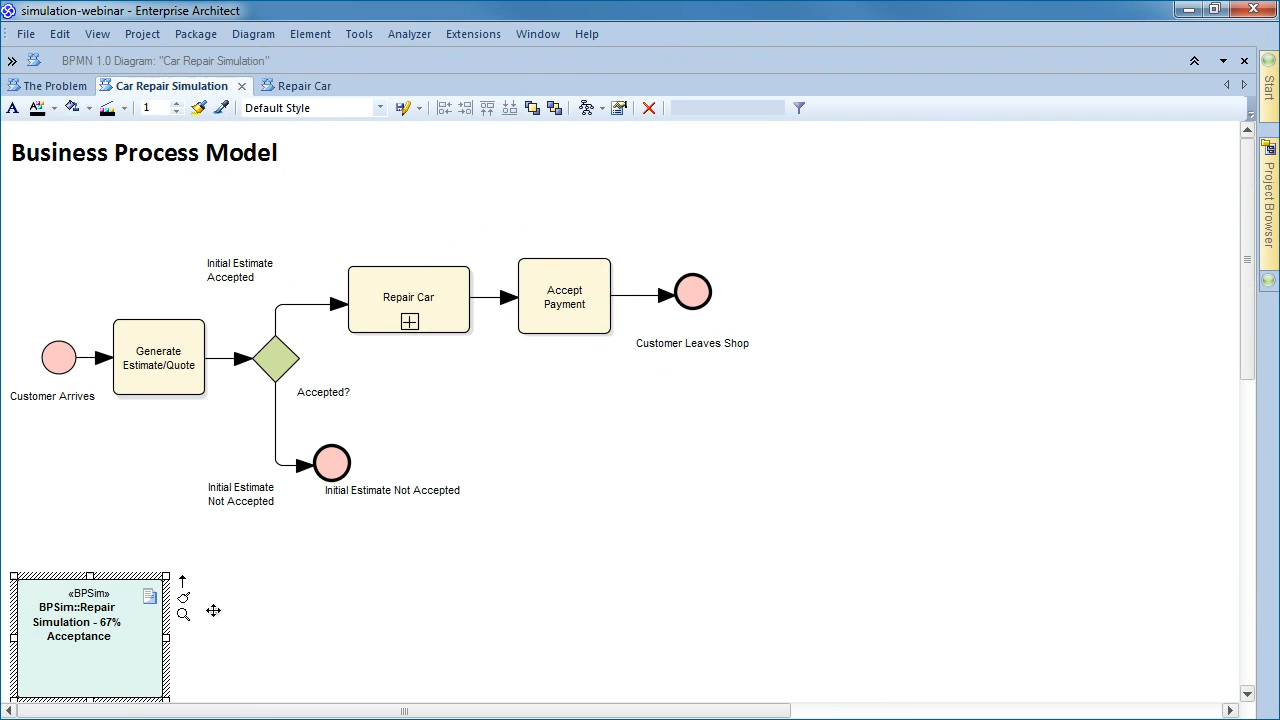 simulation-webinar - Enterprise Architect
File Edit View Project Package Diagram Element Tools Analyzer Extensions Window Help
BPMN 1.0 Diagram: "Car Repair Simulation"
The Problem Car Repair Simulation Repair Car
1 Default Style
Start
Project Browser
Business Process Model
Initial Estimate
Accepted
Repair Car
Accept
Payment
Customer Leaves Shop
Generate
Estimate/Quote
Customer Arrives
Accepted?
Initial Estimate
Not Accepted
Initial Estimate Not Accepted
«BPSim»
BPSim::Repair
Simulation - 67%
Acceptance